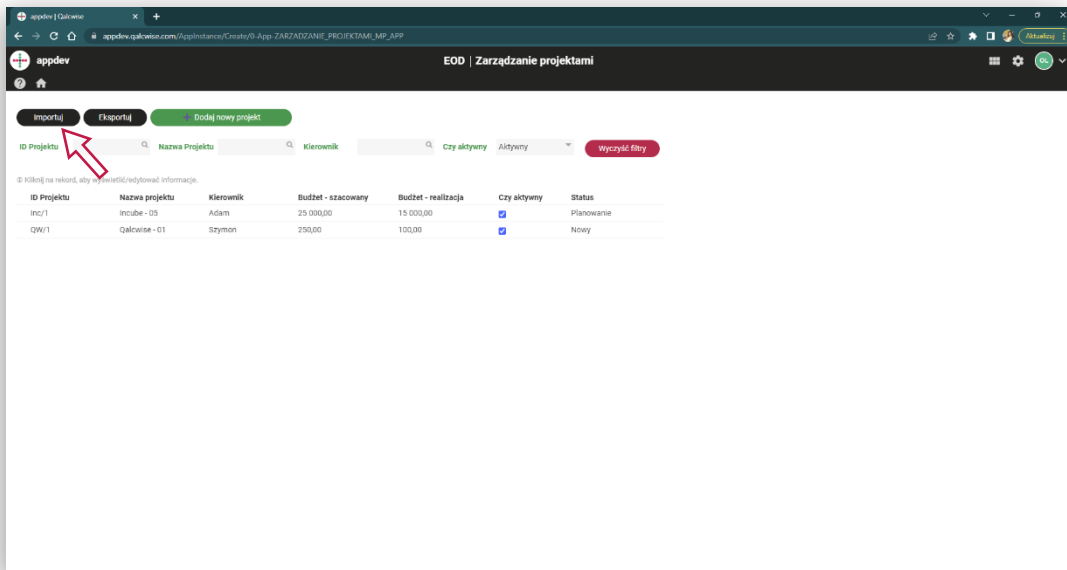 appdev | Qalcwise
appdev.qalcwise.com/AppInstance/Create/0-App-ZARZADZANIE_PROJEKTAMI_MP_APP
Aktualizuj
appdev
EOD | Zarządzanie projektami
OL
Importuj Eksportuj + Dodaj nowy projekt
ID Projektu Nazwa Projektu Kierownik Czy aktywny Aktywny Wyczyść filtry
Kliknij na rekord, aby wyświetlić/edytować informacje.
ID Projektu Nazwa projektu Kierownik Budżet - szacowany Budżet - realizacja Czy aktywny Status
Inc/1 Incube - 05 Adam 25 000,00 15 000,00 Planowanie
QW/1 Qalcwise - 01 Szymon 250,00 100,00 Nowy